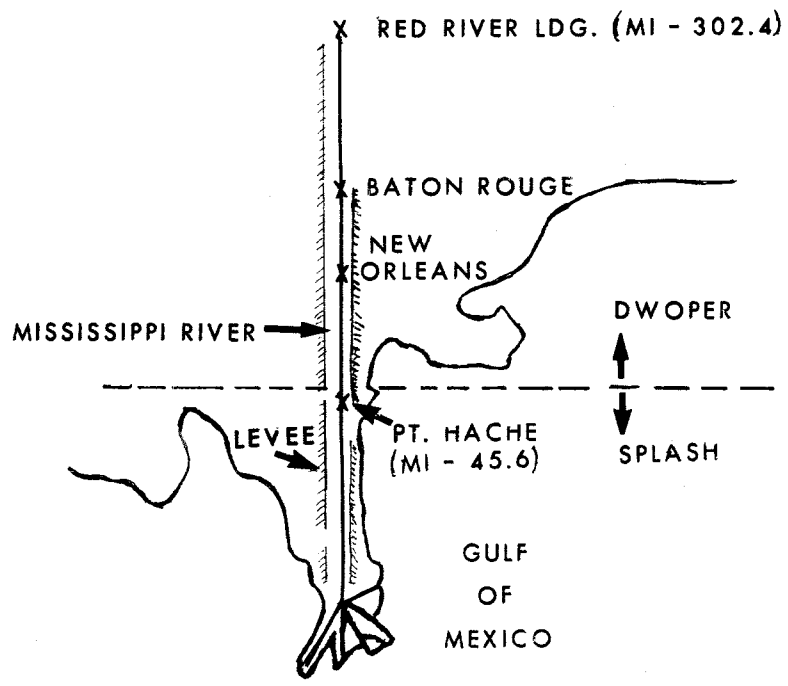 RED RIVER LDG. (MI - 302.4)
BATON ROUGE
NEW
ORLEANS
DWOPER
MISSISSIPPI RIVER
LEVEE
PT. HACHE
(MI - 45.6)
SPLASH
GULF
OF
MEXICO